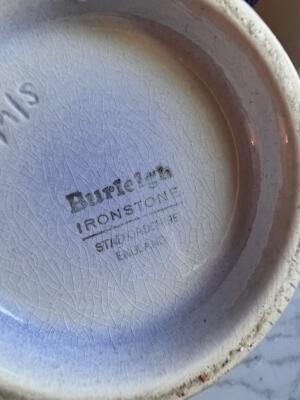 M/S
Burleigh
IRONSTONE
STAFFORDSHIRE
ENGLAND